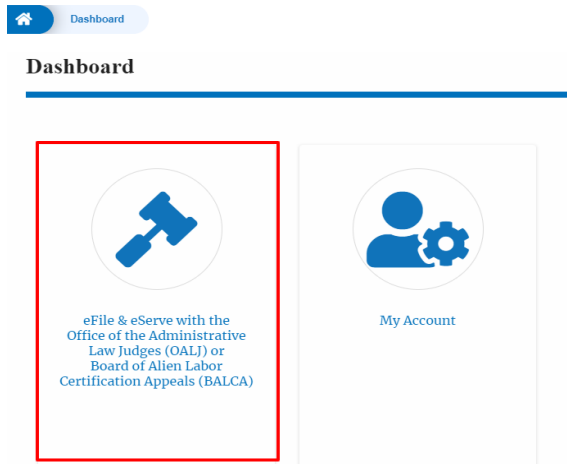 Dashboard
Dashboard
eFile & eServe with the
Office of the Administrative
Law Judges (OALJ) or
Board of Alien Labor
Certification Appeals (BALCA)
My Account